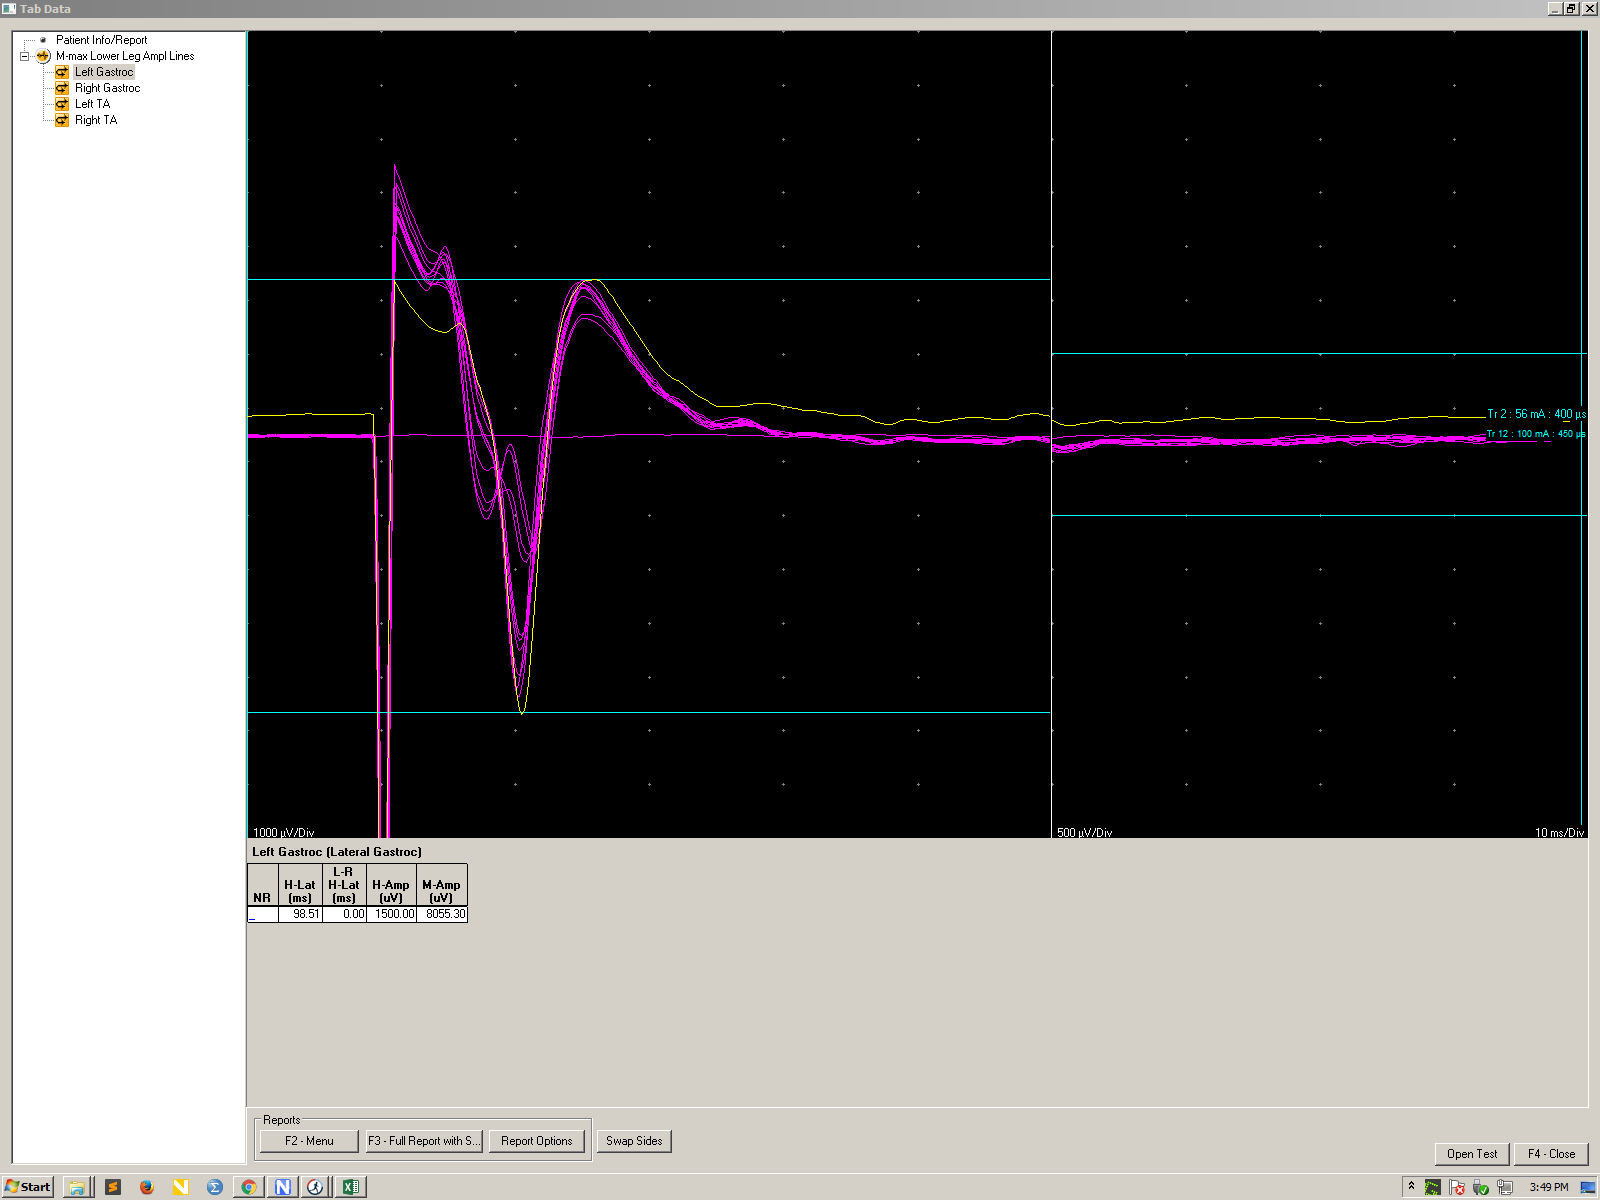 Tab Data
Patient Info/Report
M-max Lower Leg Ampl Lines
Left Gastroc
Right Gastroc
Left TA
Right TA
Tr 2 : 56 mA : 400 µs
Tr 12 : 100 mA : 450 µs
1000 µV/Div
500 µV/Div
10 ms/Div
Left Gastroc (Lateral Gastroc)
NR
H-Lat (ms)
L-R H-Lat (ms)
H-Amp (uV)
M-Amp (uV)
_ 98.51 0.00 1500.00 8055.30
Reports
F2 - Menu
F3 - Full Report with S...
Report Options
Swap Sides
Open Test
F4 - Close
Start
3:49 PM